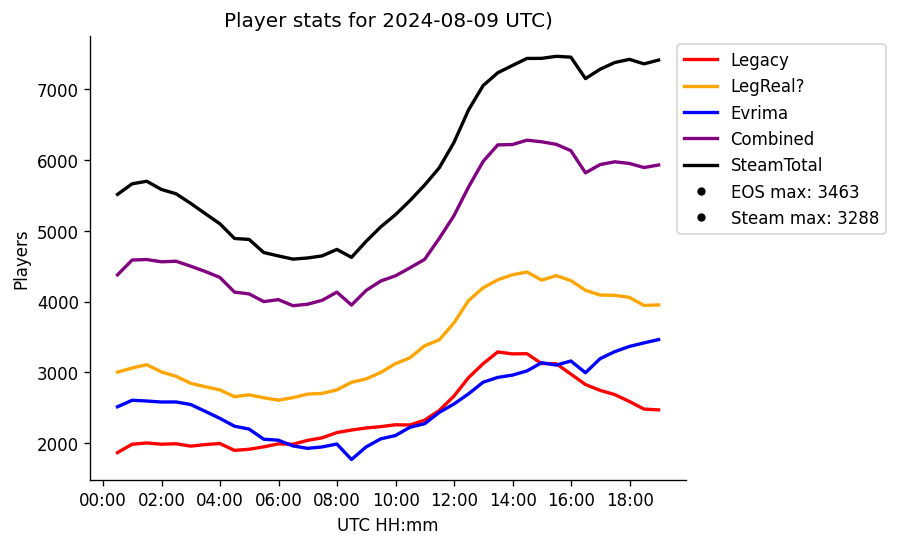 Player stats for 2024-08-09 UTC)
Legacy
LegReal?
Evrima
Combined
SteamTotal
EOS max: 3463
Steam max: 3288
Players
7000
6000
5000
4000
3000
2000
00:00 02:00 04:00 06:00 08:00 10:00 12:00 14:00 16:00 18:00
UTC HH:mm